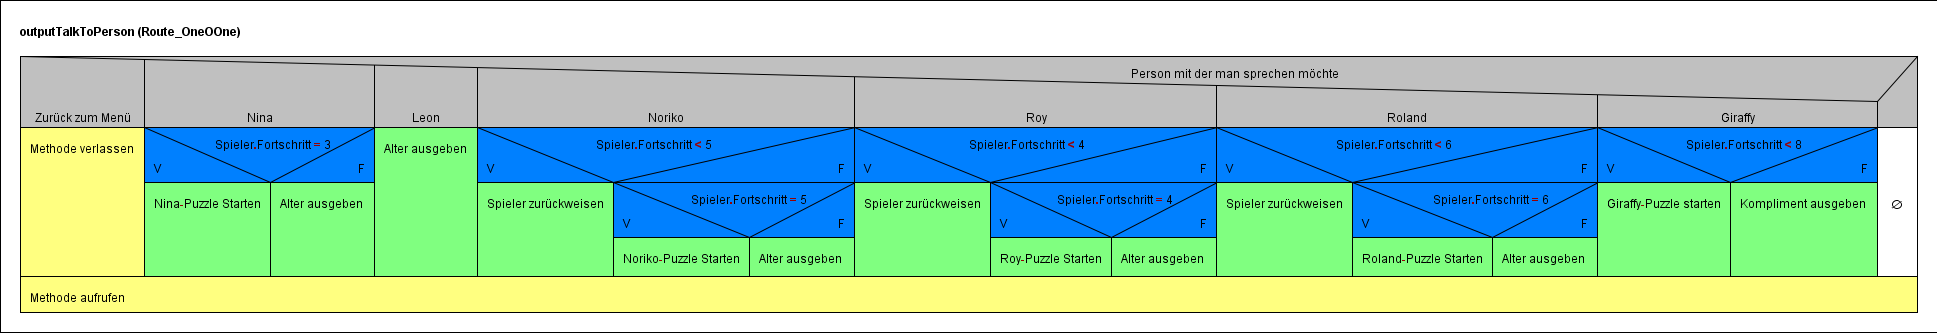 outputTalkToPerson (Route_OneOOne)
Person mit der man sprechen möchte
Zurück zum Menü Nina Leon Noriko Roy Roland Giraffy
Methode verlassen Spieler.Fortschritt = 3 Alter ausgeben Spieler.Fortschritt < 5 Spieler.Fortschritt < 4 Spieler.Fortschritt < 6 Spieler.Fortschritt < 8
V F V F V F V F V F
Nina-Puzzle Starten Alter ausgeben Spieler zurückweisen Spieler.Fortschritt = 5 Spieler zurückweisen Spieler.Fortschritt = 4 Spieler zurückweisen Spieler.Fortschritt = 6 Giraffy-Puzzle starten Kompliment ausgeben ∅
V F V F V F
Noriko-Puzzle Starten Alter ausgeben Roy-Puzzle Starten Alter ausgeben Roland-Puzzle Starten Alter ausgeben
Methode aufrufen